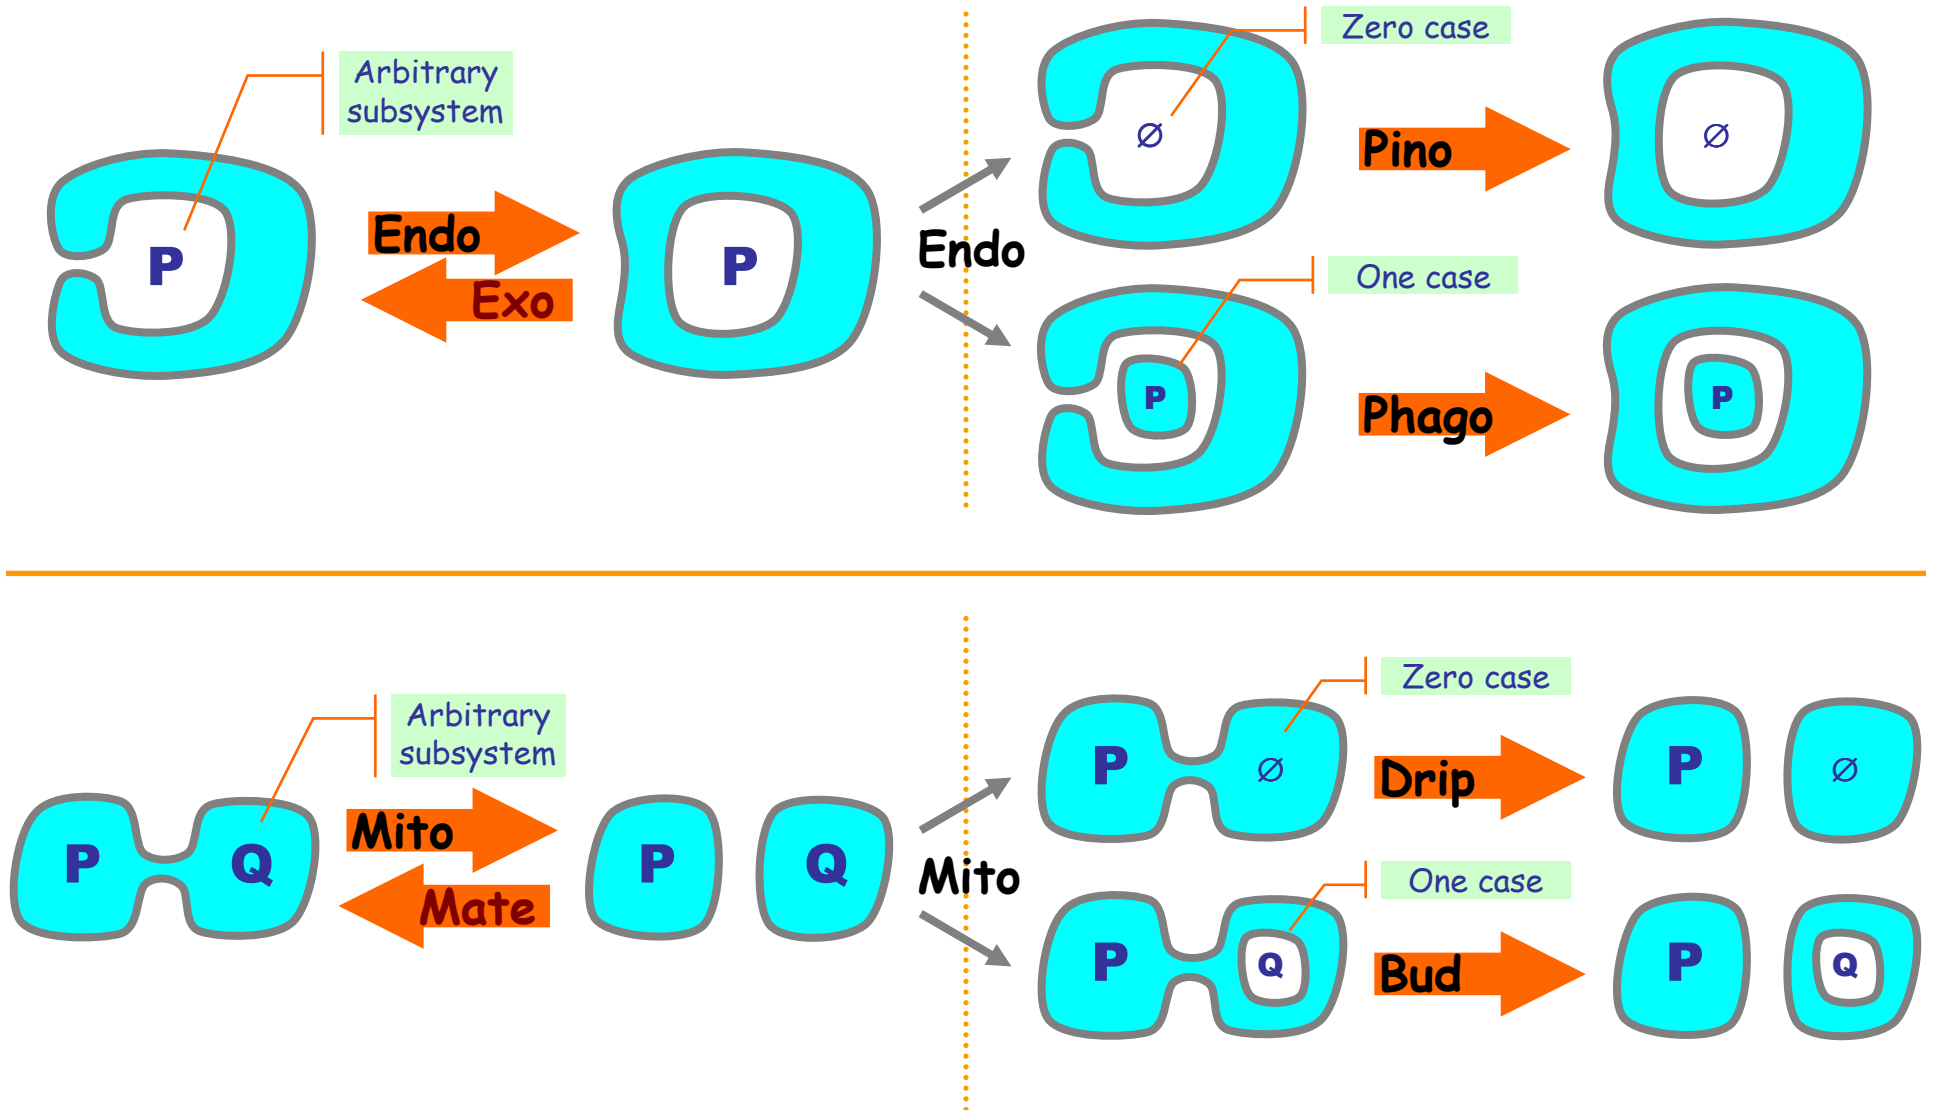 Arbitrary
subsystem
P
Endo
Exo
P
Endo
Zero case
∅
Pino
∅
One case
P
Phago
P
Arbitrary
subsystem
P Q
Mito
Mate
P Q
Mito
Zero case
P ∅
Drip
P ∅
One case
P Q
Bud
P Q